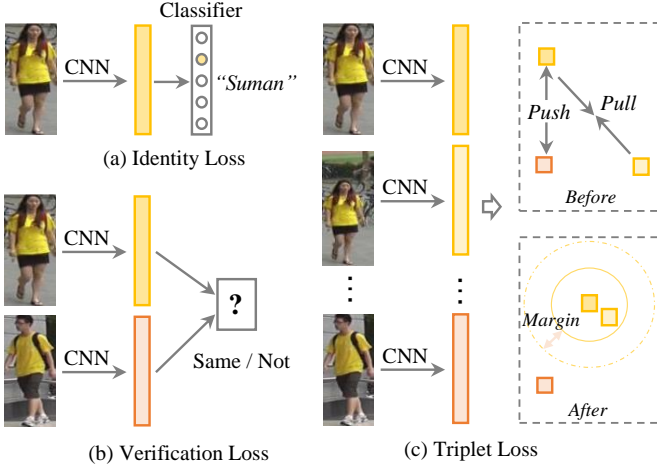 Classifier
CNN
“Suman”
(a) Identity Loss
CNN
?
CNN
Same / Not
(b) Verification Loss
CNN
CNN
CNN
(c) Triplet Loss
Push
Pull
Before
Margin
After